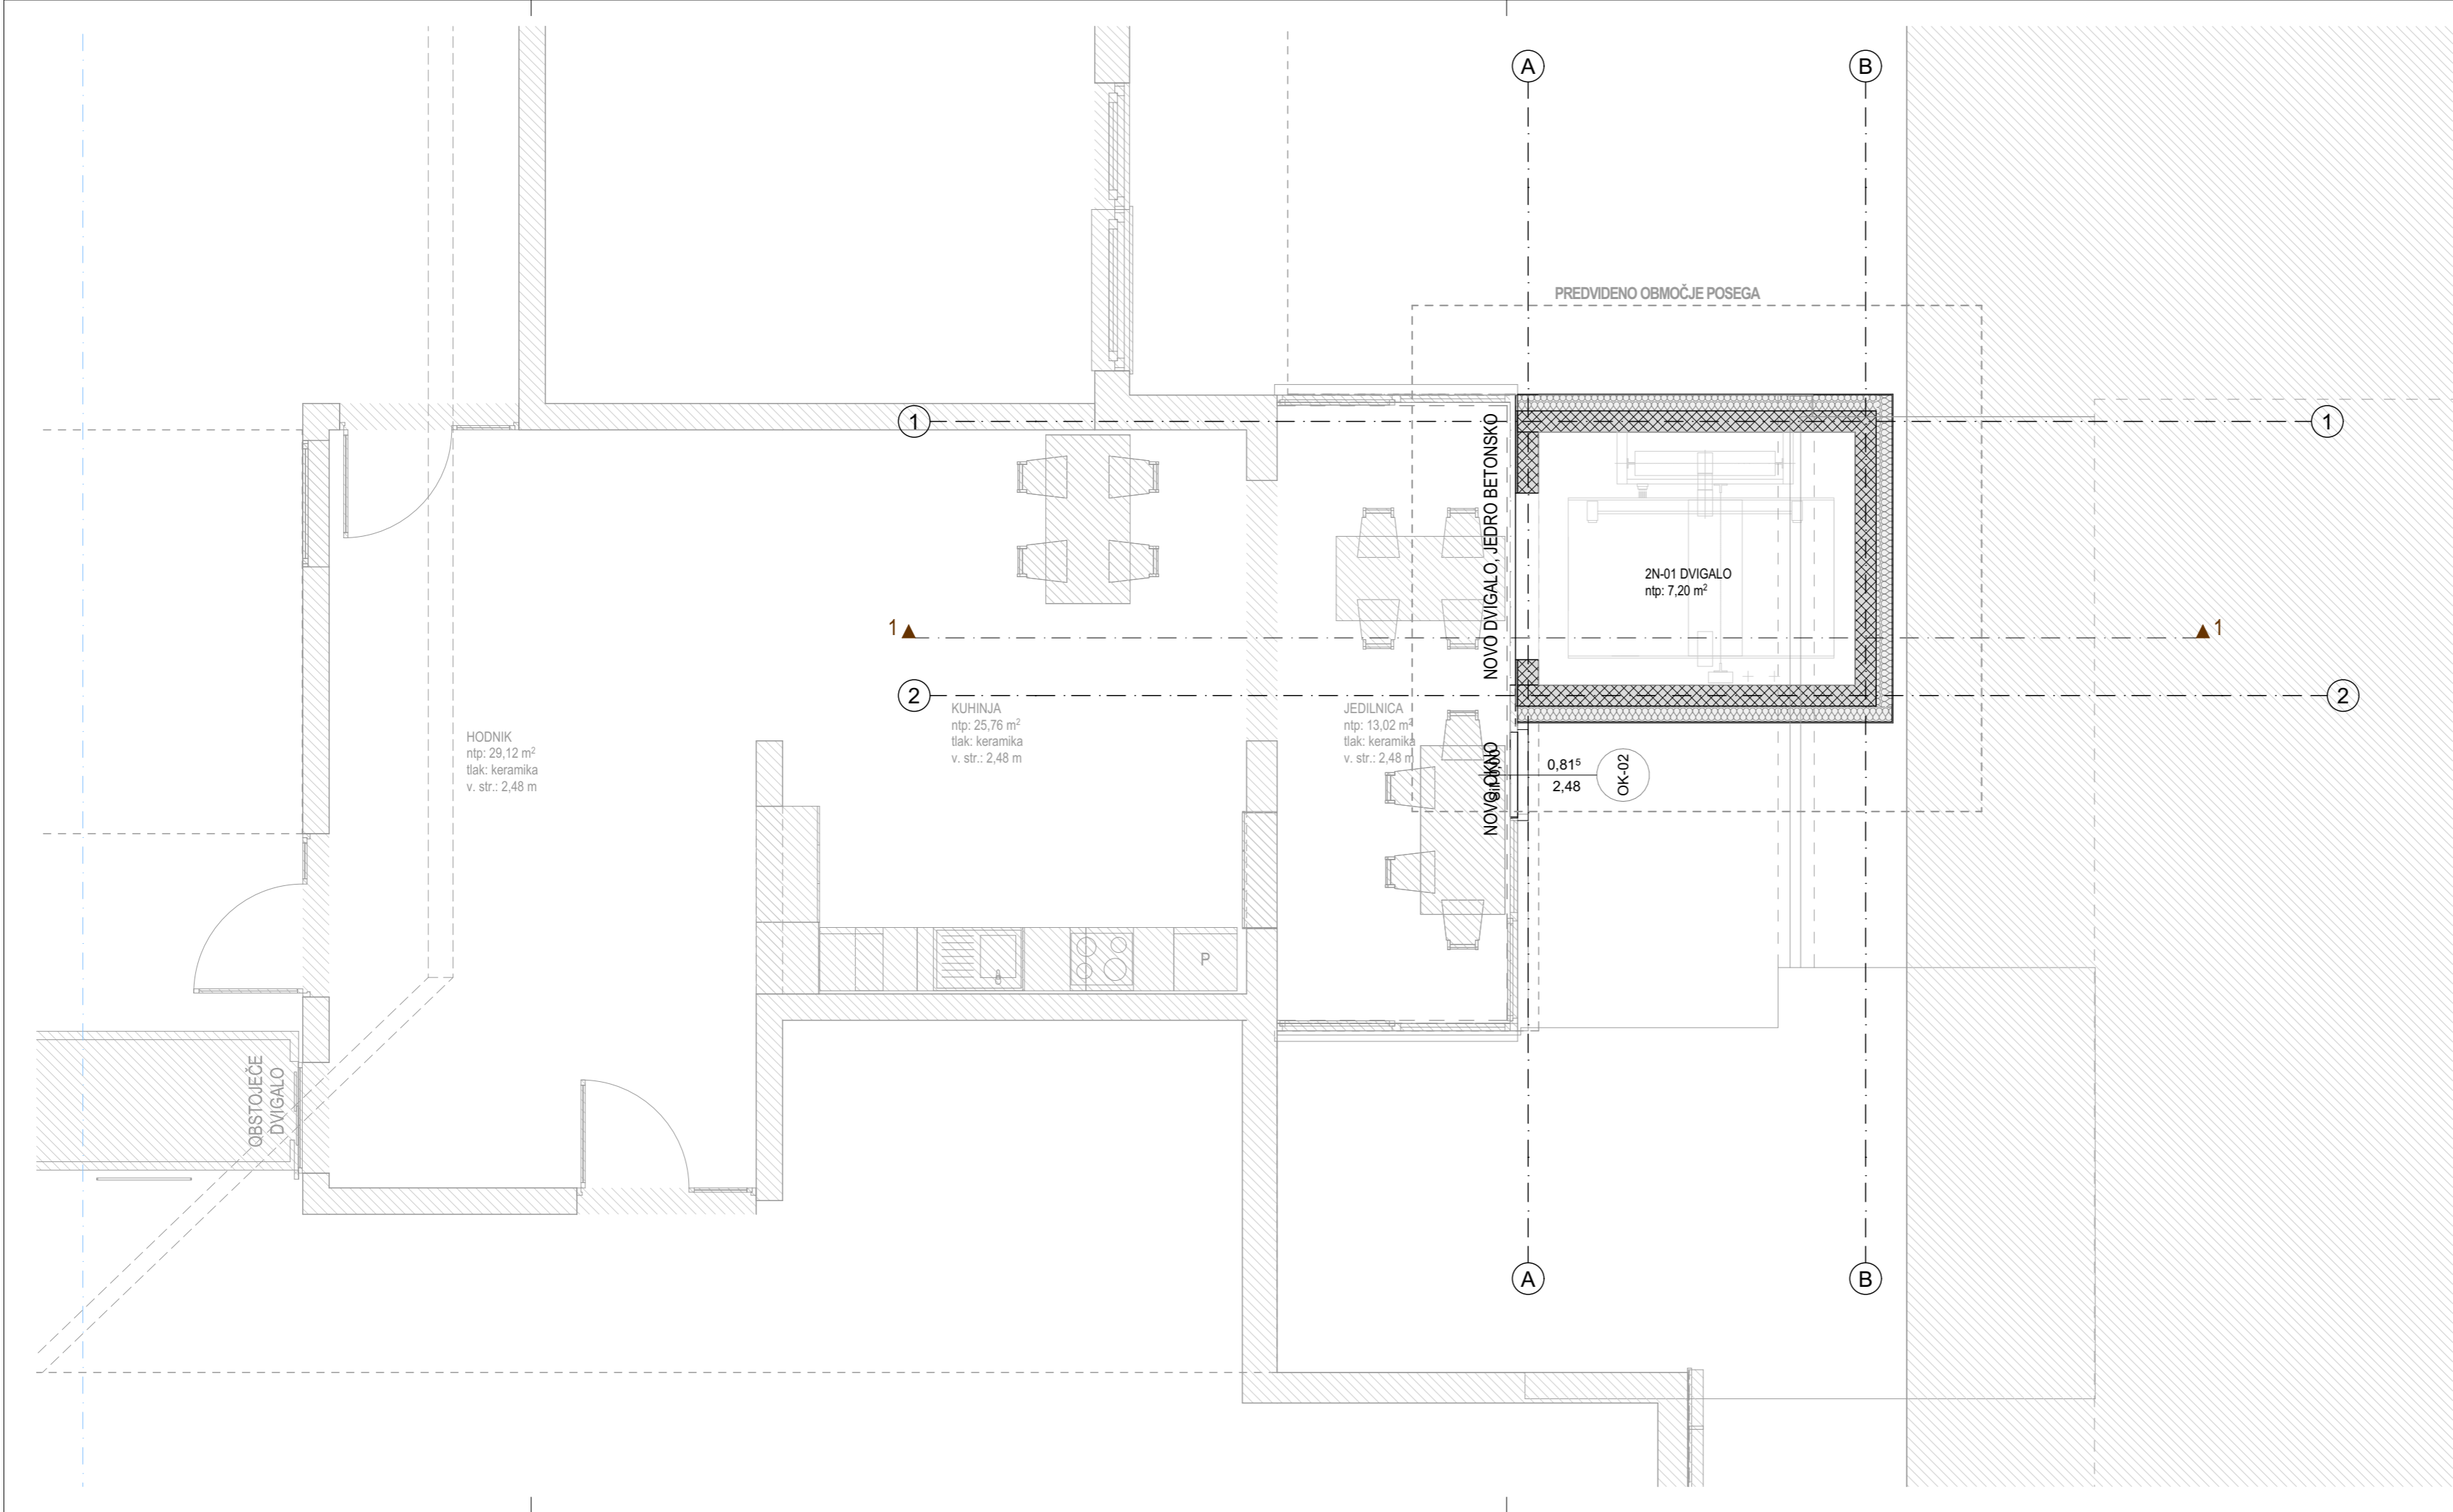 A
B
PREDVIDENO OBMOČJE POSEGA
1
1
NOVO DVIGALO, JEDRO BETONSKO
2N-01 DVIGALO
ntp: 7,20 m²
1
1
2
2
HODNIK
ntp: 29,12 m²
tlak: keramika
v. str.: 2,48 m
KUHINJA
ntp: 25,76 m²
tlak: keramika
v. str.: 2,48 m
JEDILNICA
ntp: 13,02 m²
tlak: keramika
v. str.: 2,48 m
NOVO OKNO
0,81⁵
2,48
OK-02
P
OBSTOJEČE
DVIGALO
A
B